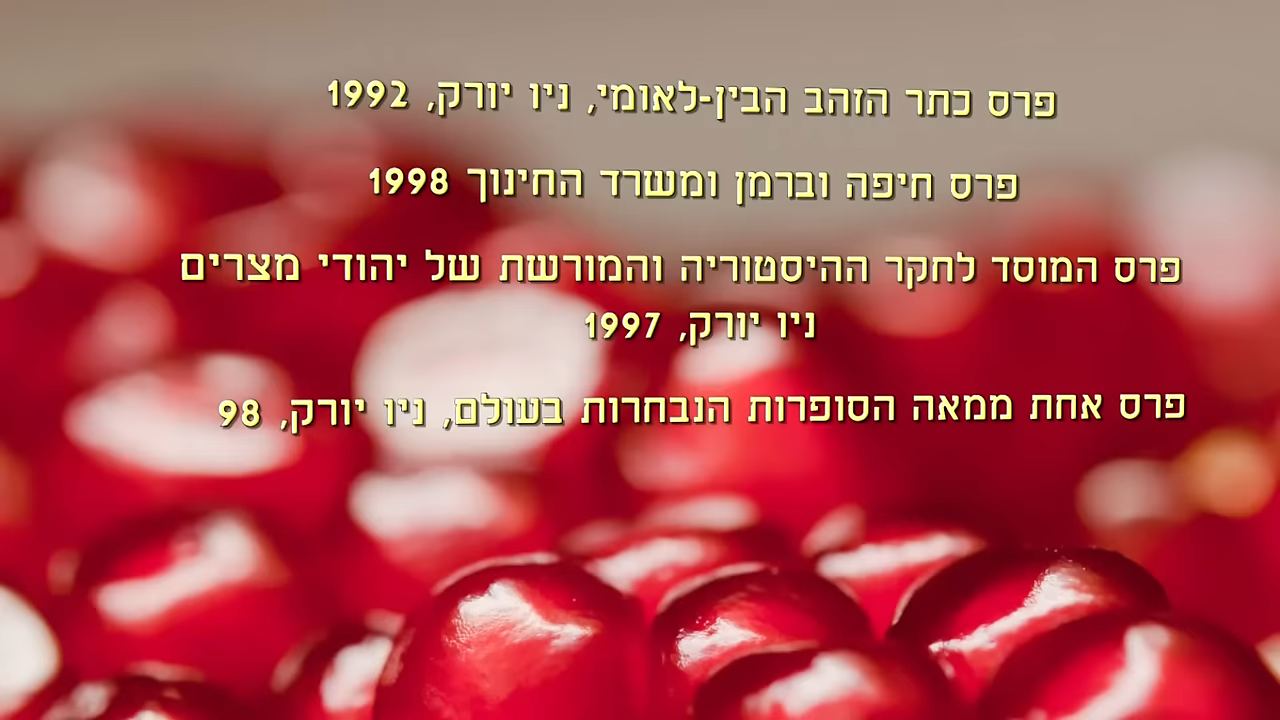 פרס כתר הזהב הבין-לאומי, ניו יורק, 1992
פרס חיפה וברמן ומשרד החינוך 1998
פרס המוסד לחקר ההיסטוריה והמורשת של יהודי מצרים
ניו יורק, 1997
פרס אחת ממאה הסופרות הנבחרות בעולם, ניו יורק, 98